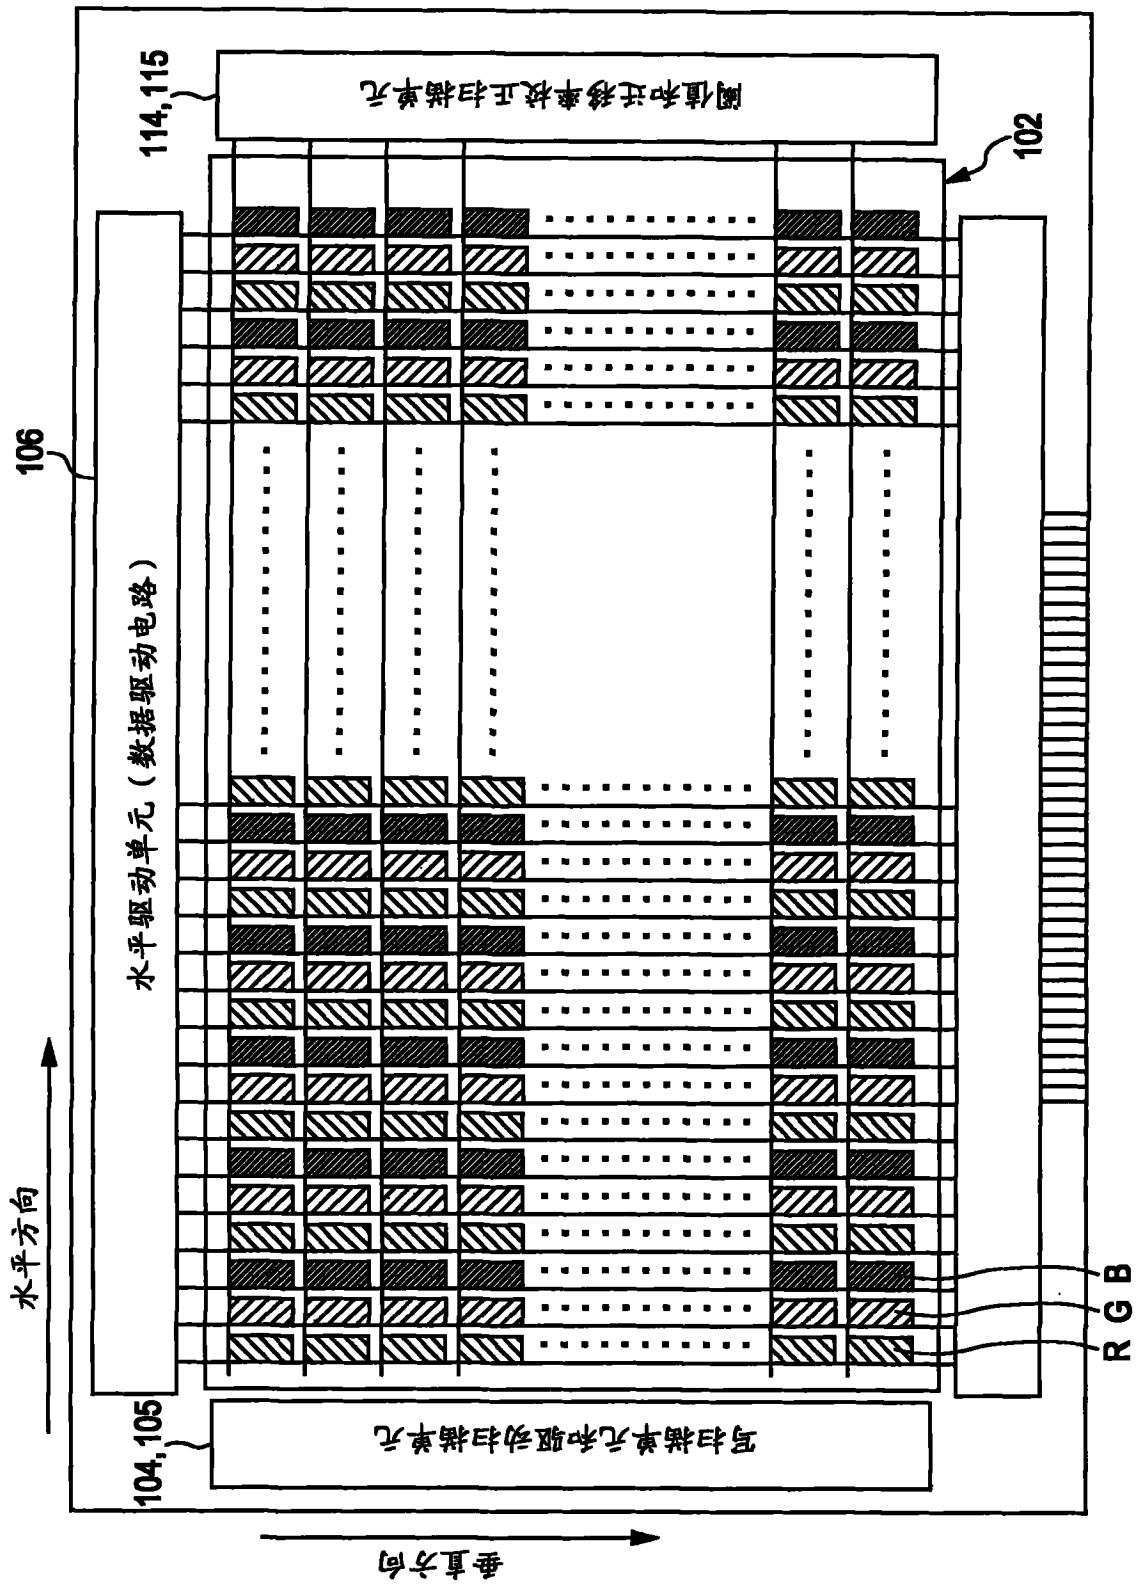 水平方向
106
水平驱动单元（数据驱动电路）
104, 105
写扫描单元和驱动扫描单元
114, 115
阈值和迁移率校正扫描单元
102
垂直方向
R
G
B